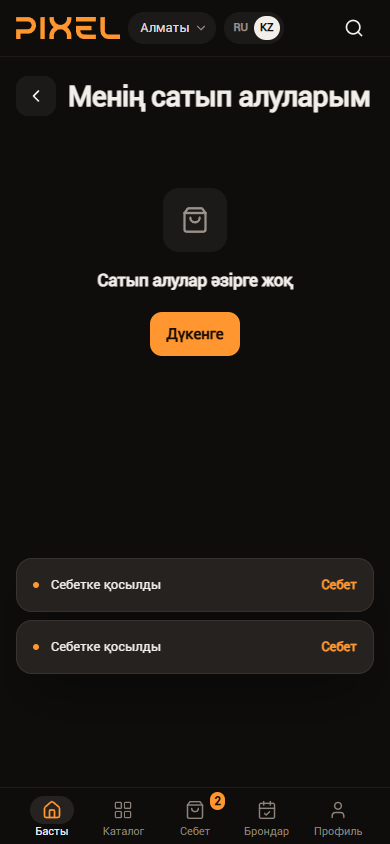 PIXEL
Алматы
RU KZ
Менің сатып алуларым
Сатып алулар әзірге жоқ
Дүкенге
Себетке қосылды Себет
Себетке қосылды Себет
2
Басты Каталог Себет Брондар Профиль